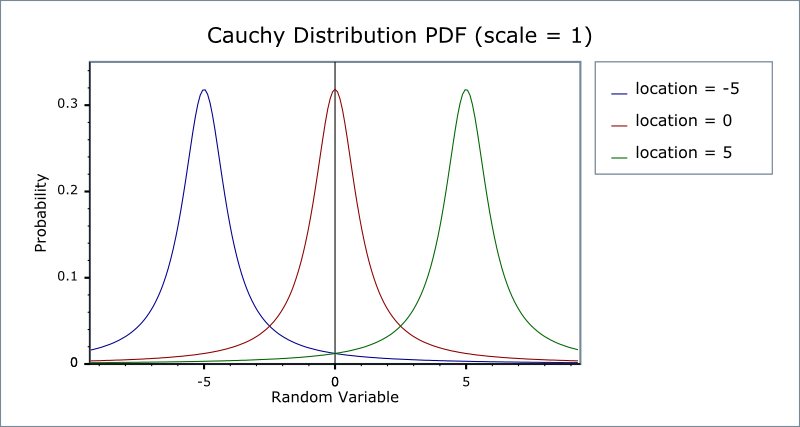 Cauchy Distribution PDF (scale = 1)
location = -5
location = 0
location = 5
Probability
0.3
0.2
0.1
0
-5
0
5
Random Variable